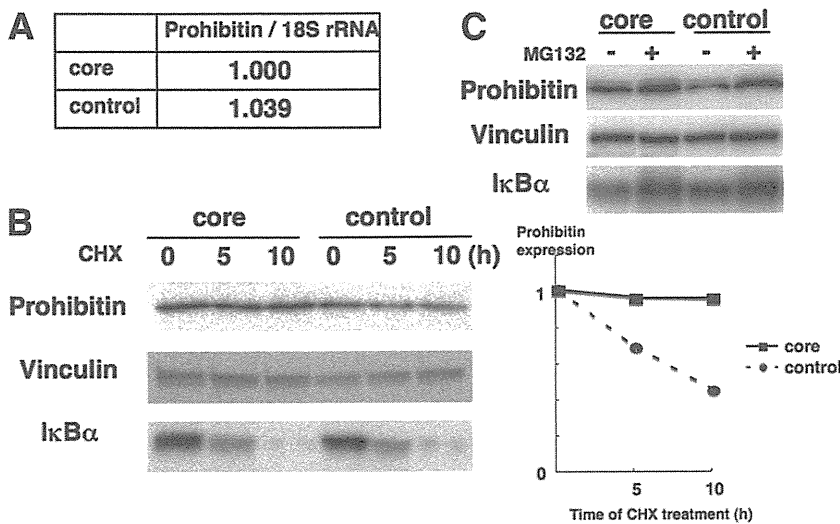 A
Prohibitin / 18S rRNA
core 1.000
control 1.039
B
core control
CHX 0 5 10 0 5 10 (h)
Prohibitin
Vinculin
IκBα
C
core control
MG132 - + - +
Prohibitin
Vinculin
IκBα
Prohibitin
expression
1
0
5 10
Time of CHX treatment (h)
core
control